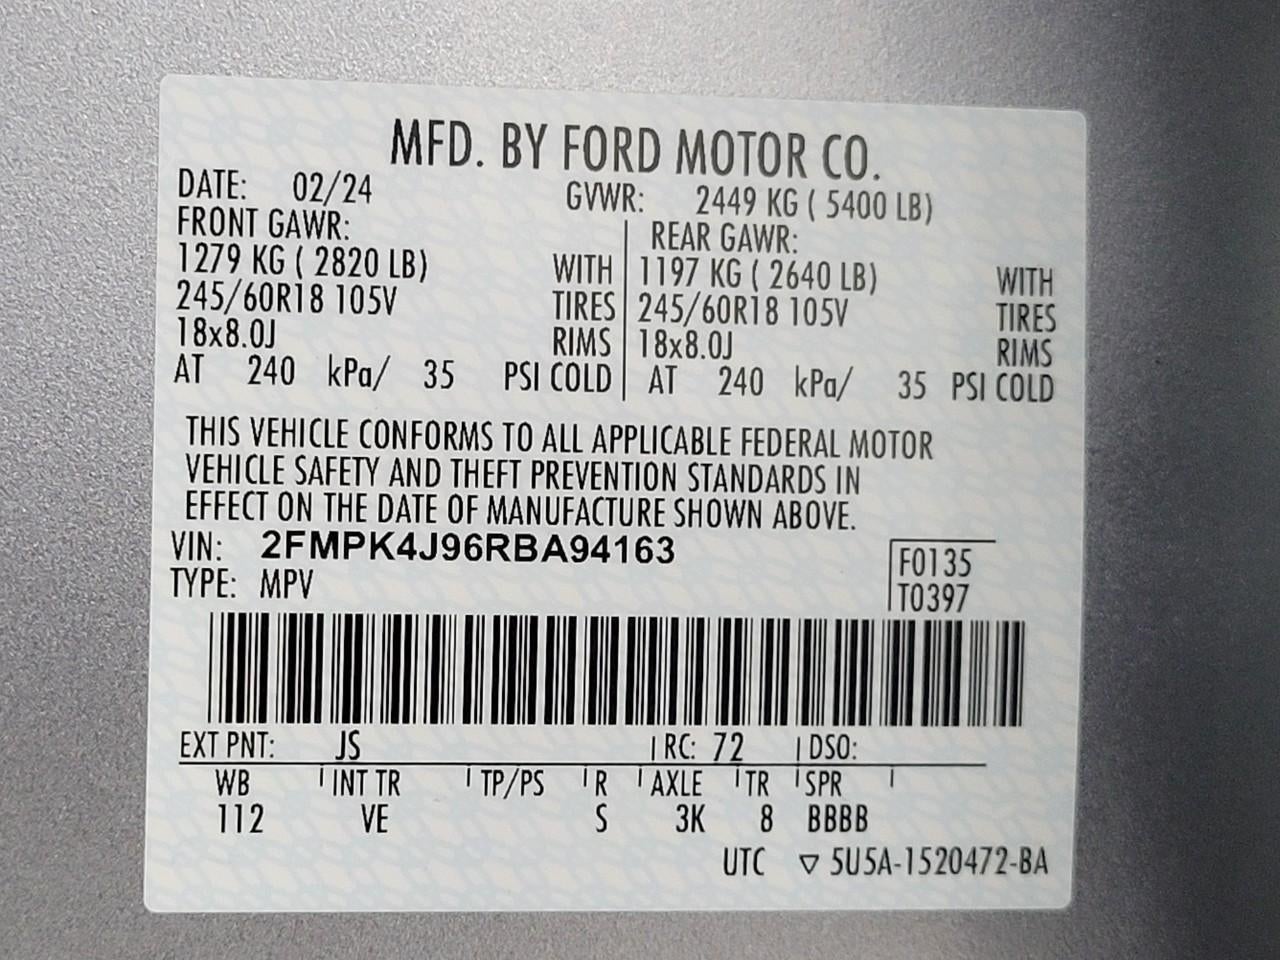 MFD. BY FORD MOTOR CO.
DATE: 02/24 GVWR: 2449 KG ( 5400 LB)
FRONT GAWR: REAR GAWR:
1279 KG ( 2820 LB) WITH 1197 KG ( 2640 LB) WITH
245/60R18 105V TIRES 245/60R18 105V TIRES
18x8.0J RIMS 18x8.0J RIMS
AT 240 kPa/ 35 PSI COLD AT 240 kPa/ 35 PSI COLD
THIS VEHICLE CONFORMS TO ALL APPLICABLE FEDERAL MOTOR
VEHICLE SAFETY AND THEFT PREVENTION STANDARDS IN
EFFECT ON THE DATE OF MANUFACTURE SHOWN ABOVE.
VIN: 2FMPK4J96RBA94163
F0135
TYPE: MPV
T0397
EXT PNT: JS RC: 72 DSO:
WB INT TR TP/PS R AXLE TR SPR
112 VE S 3K 8 BBBB
UTC ▽ 5U5A-1520472-BA